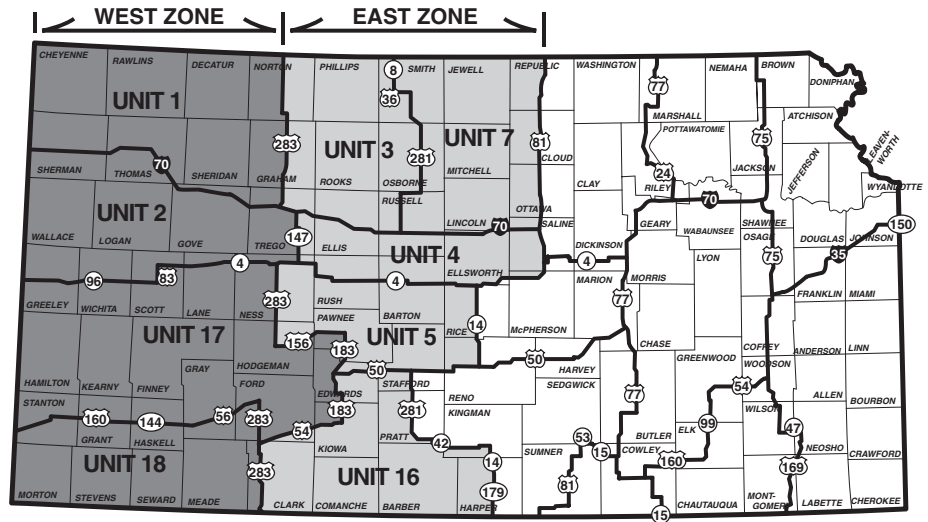 WEST ZONE EAST ZONE
CHEYENNE RAWLINS DECATUR NORTON PHILLIPS 8 SMITH JEWELL REPUBLIC WASHINGTON 77 NEMAHA BROWN DONIPHAN
36
UNIT 1 MARSHALL ATCHISON
POTTAWATOMIE
283 UNIT 3 281 UNIT 7 81 75 LEAVEN-
WORTH
CLOUD
70 MITCHELL JACKSON JEFFERSON
SHERMAN THOMAS SHERIDAN GRAHAM ROOKS OSBORNE CLAY 24 RILEY WYANDOTTE
RUSSELL 70
UNIT 2 LINCOLN 70 OTTAWA
SALINE GEARY WABAUNSEE SHAWNEE 150
WALLACE LOGAN GOVE TREGO 147 ELLIS UNIT 4 DICKINSON OSAGE DOUGLAS JOHNSON
4 4 LYON 75 35
96 83 4 ELLSWORTH MARION MORRIS
GREELEY WICHITA SCOTT LANE NESS 283 RUSH 77 FRANKLIN MIAMI
PAWNEE BARTON RICE 14 McPHERSON
UNIT 17 156 183 UNIT 5 CHASE COFFEY ANDERSON LINN
50 50 GREENWOOD
HODGEMAN HARVEY WOODSON
GRAY
HAMILTON KEARNY FINNEY FORD EDWARDS STAFFORD SEDGWICK 54 ALLEN
STANTON RENO 77 BOURBON
160 144 56 283 183 281 KINGMAN WILSON
54 99 47
GRANT HASKELL PRATT 42 53 BUTLER ELK NEOSHO
KIOWA SUMNER 15 COWLEY CRAWFORD
UNIT 18 283 UNIT 16 14 160 169
81
MORTON STEVENS SEWARD MEADE CLARK COMANCHE BARBER 179 HARPER CHAUTAUQUA MONT-
GOMERY LABETTE CHEROKEE
15